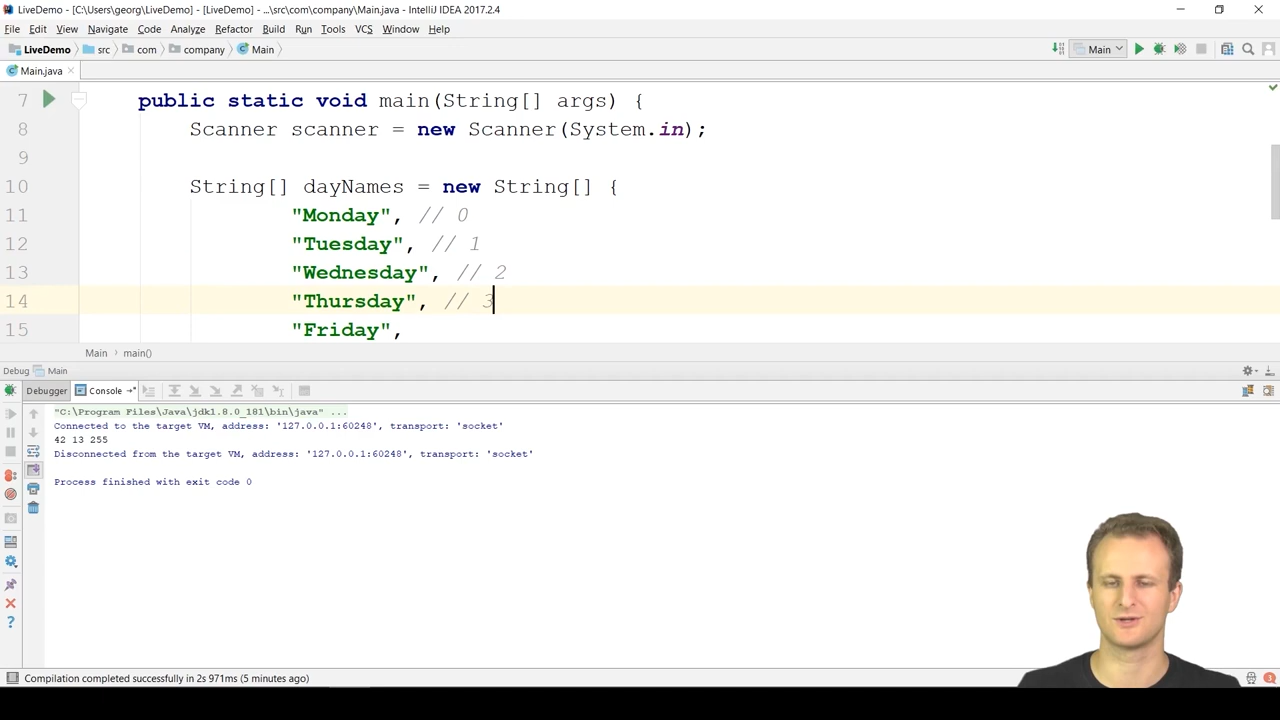 LiveDemo - [C:\Users\georg\LiveDemo] - [LiveDemo] - ...\src\com\company\Main.java - IntelliJ IDEA 2017.2.4
File Edit View Navigate Code Analyze Refactor Build Run Tools VCS Window Help
LiveDemo src com company Main Main
Main.java
7 public static void main(String[] args) {
8 Scanner scanner = new Scanner(System.in);
9
10 String[] dayNames = new String[] {
11 "Monday", // 0
12 "Tuesday", // 1
13 "Wednesday", // 2
14 "Thursday", // 3
15 "Friday",
Main main()
Debug Main
Debugger Console
"C:\Program Files\Java\jdk1.8.0_181\bin\java" ...
Connected to the target VM, address: '127.0.0.1:60248', transport: 'socket'
42 13 255
Disconnected from the target VM, address: '127.0.0.1:60248', transport: 'socket'
Process finished with exit code 0
Compilation completed successfully in 2s 971ms (5 minutes ago)